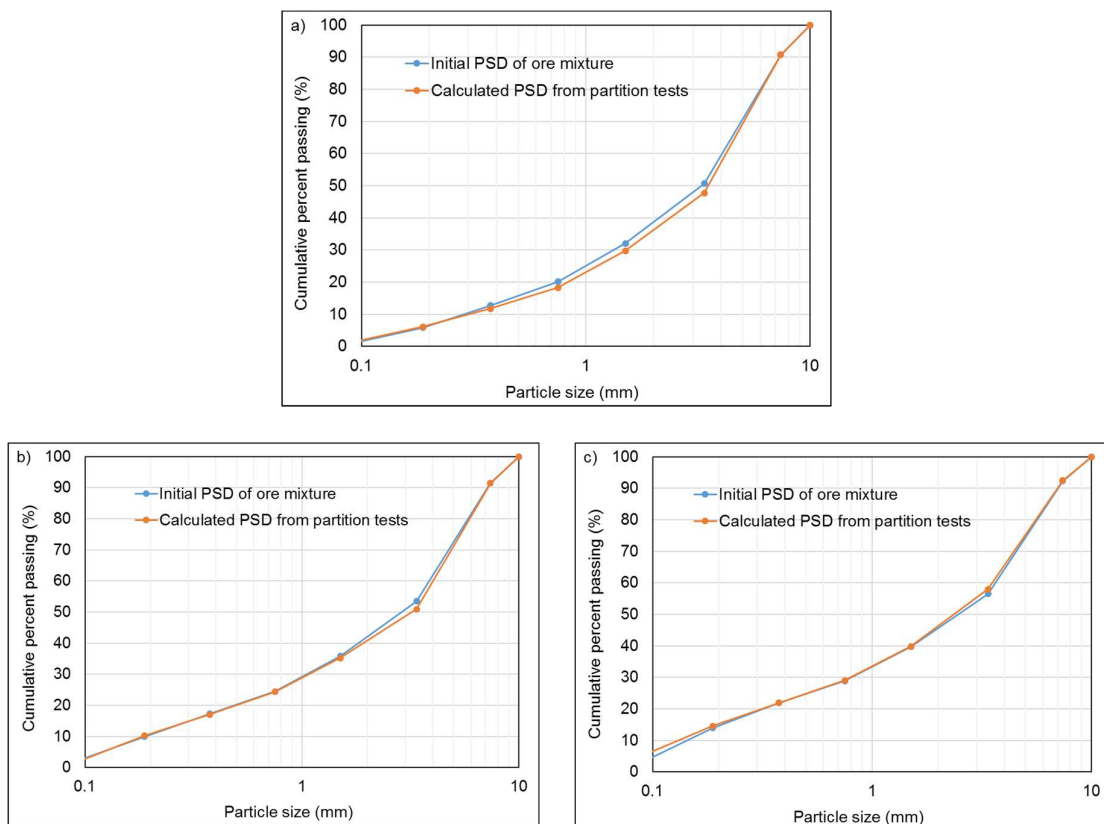 a)
Cumulative percent passing (%)
100
90
80
70
60
50
40
30
20
10
0
Initial PSD of ore mixture
Calculated PSD from partition tests
0.1 1 10
Particle size (mm)
b)
Cumulative percent passing (%)
100
90
80
70
60
50
40
30
20
10
0
Initial PSD of ore mixture
Calculated PSD from partition tests
0.1 1 10
Particle size (mm)
c)
Cumulative percent passing (%)
100
90
80
70
60
50
40
30
20
10
0
Initial PSD of ore mixture
Calculated PSD from partition tests
0.1 1 10
Particle size (mm)